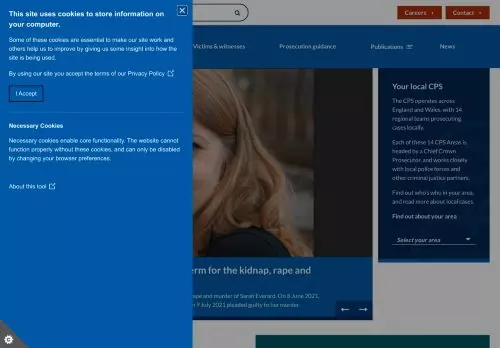 This site uses cookies to store information on
your computer.
Some of these cookies are essential to make our site work and
others help us to improve by giving us some insight into how the
site is being used.
By using our site you accept the terms of our Privacy Policy
I Accept
Necessary Cookies
Necessary cookies enable core functionality. The website cannot
function properly without these cookies, and can only be disabled
by changing your browser preferences.
About this tool
Careers
Contact
Victims & witnesses
Prosecution guidance
Publications
News
erm for the kidnap, rape and
ape and murder of Sarah Everard. On 8 June 2021,
9 July 2021 pleaded guilty to her murder.
Your local CPS
The CPS operates across
England and Wales, with 14
regional teams prosecuting
cases locally.
Each of these 14 CPS Areas is
headed by a Chief Crown
Prosecutor, and works closely
with local police forces and
other criminal justice partners.
Find out who's who in your area,
and read more about local cases.
Find out about your area
Select your area